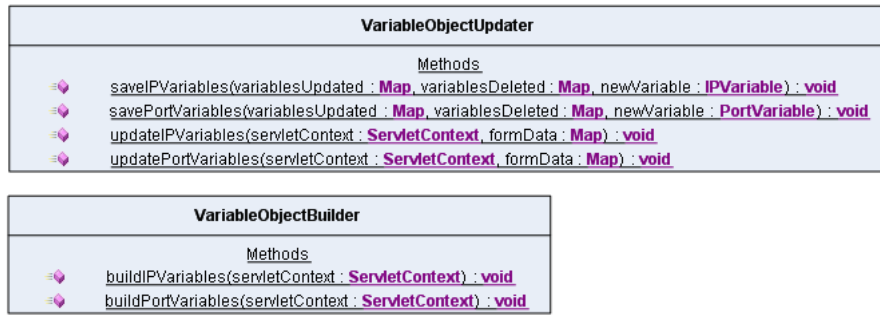 VariableObjectUpdater
Methods
saveIPVariables(variablesUpdated : Map, variablesDeleted : Map, newVariable : IPVariable) : void
savePortVariables(variablesUpdated : Map, variablesDeleted : Map, newVariable : PortVariable) : void
updateIPVariables(servletContext : ServletContext, formData : Map) : void
updatePortVariables(servletContext : ServletContext, formData : Map) : void
VariableObjectBuilder
Methods
buildIPVariables(servletContext : ServletContext) : void
buildPortVariables(servletContext : ServletContext) : void